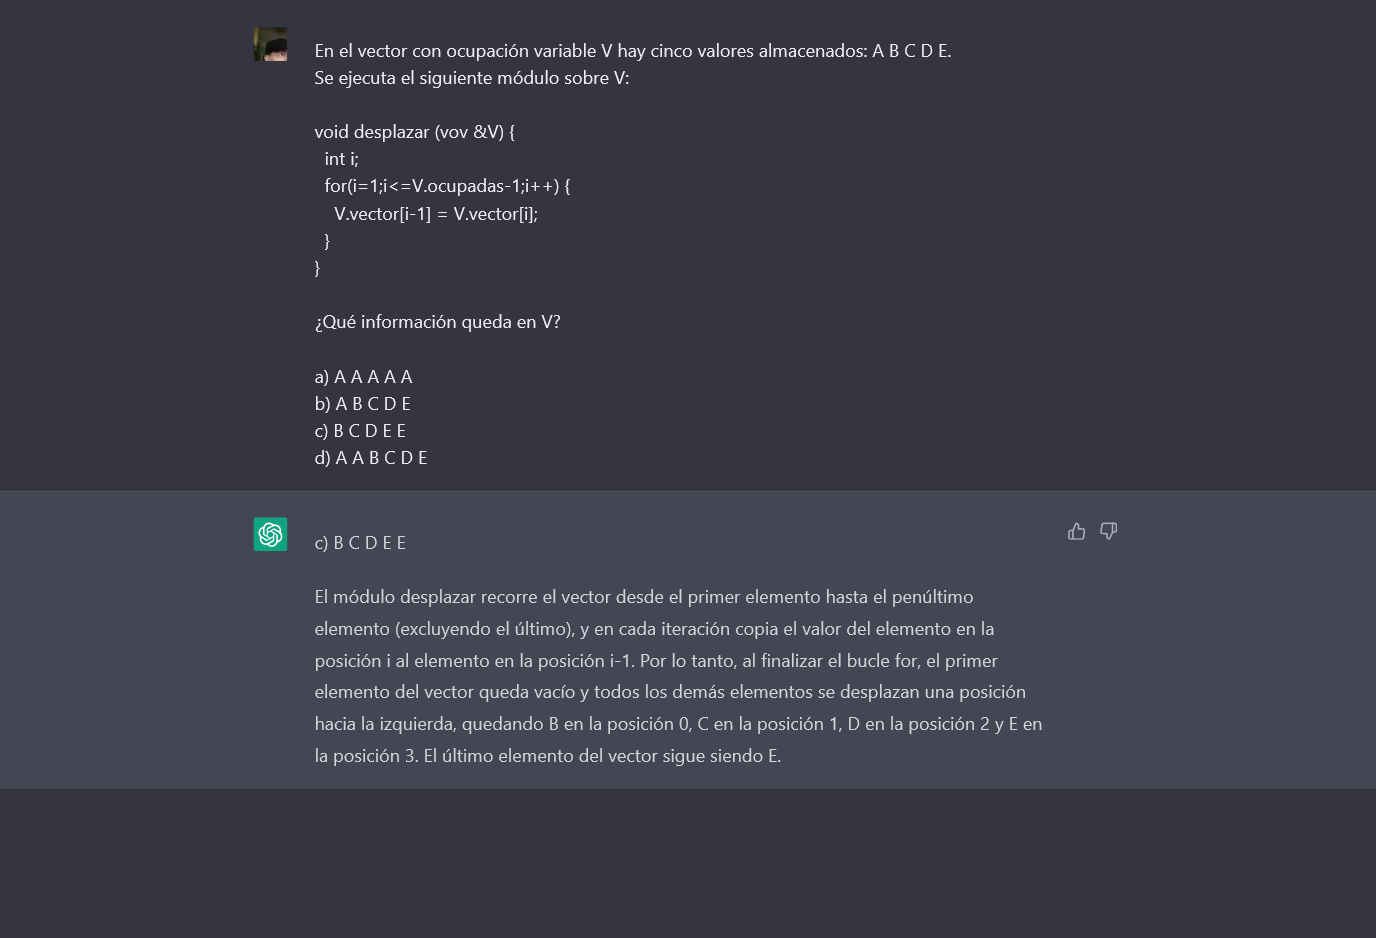 En el vector con ocupación variable V hay cinco valores almacenados: A B C D E.
Se ejecuta el siguiente módulo sobre V:
void desplazar (vov &V) {
int i;
for(i=1;i<=V.ocupadas-1;i++) {
V.vector[i-1] = V.vector[i];
}
}
¿Qué información queda en V?
a) A A A A A
b) A B C D E
c) B C D E E
d) A A B C D E
c) B C D E E
El módulo desplazar recorre el vector desde el primer elemento hasta el penúltimo
elemento (excluyendo el último), y en cada iteración copia el valor del elemento en la
posición i al elemento en la posición i-1. Por lo tanto, al finalizar el bucle for, el primer
elemento del vector queda vacío y todos los demás elementos se desplazan una posición
hacia la izquierda, quedando B en la posición 0, C en la posición 1, D en la posición 2 y E en
la posición 3. El último elemento del vector sigue siendo E.